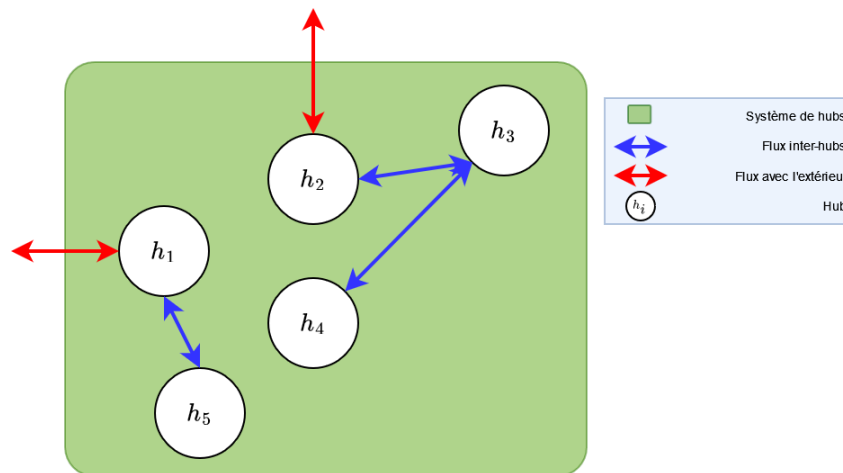 h₃
h₂
h₁
h₄
h₅
Système de hubs
Flux inter-hubs
Flux avec l'extérieur
hᵢ Hub